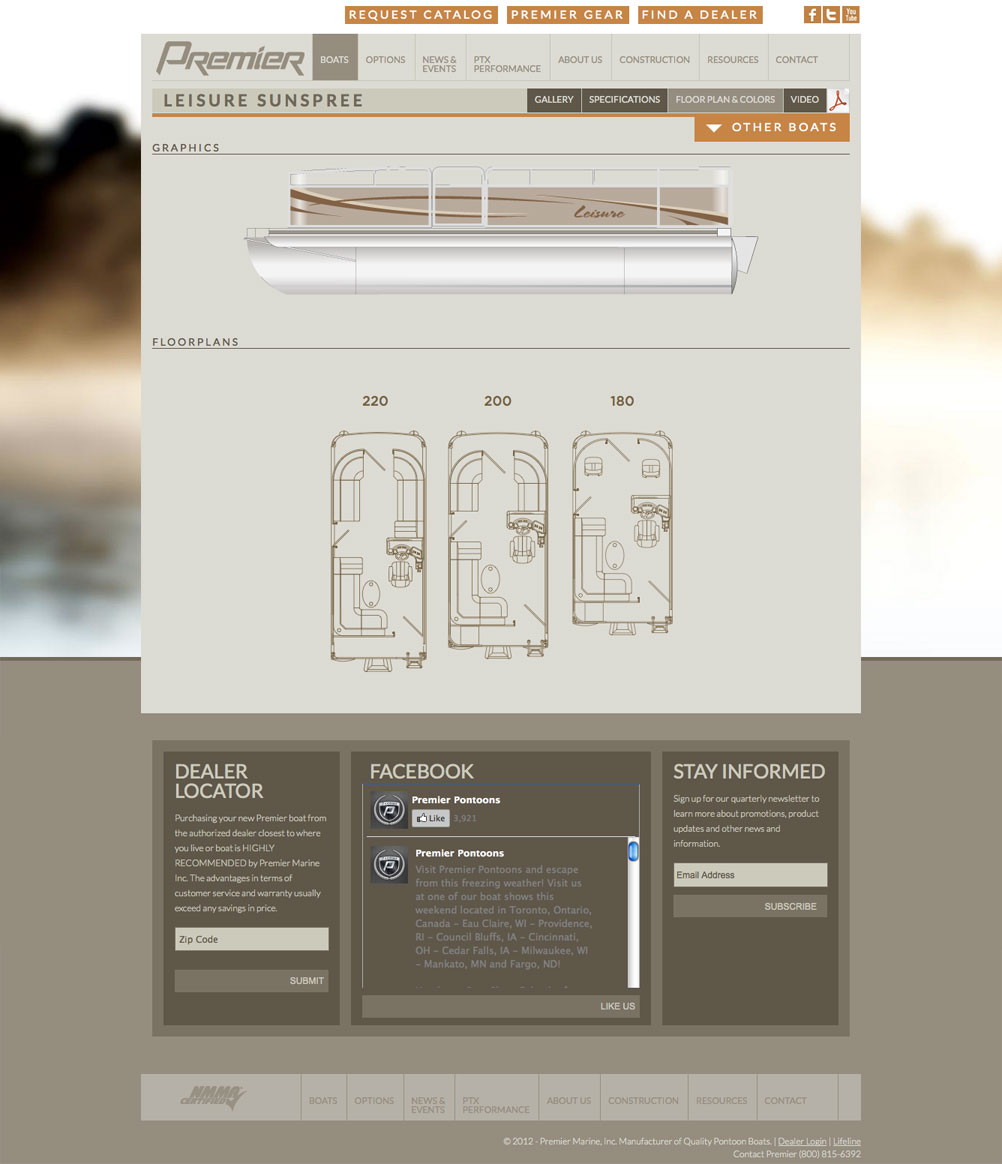 REQUEST CATALOG PREMIER GEAR FIND A DEALER You Tube
PREMIER BOATS OPTIONS NEWS & EVENTS PTX PERFORMANCE ABOUT US CONSTRUCTION RESOURCES CONTACT
LEISURE SUNSPREE GALLERY SPECIFICATIONS FLOOR PLAN & COLORS VIDEO
OTHER BOATS
GRAPHICS
Leisure
FLOORPLANS
220 200 180
DEALER
LOCATOR
Purchasing your new Premier boat from
the authorized dealer closest to where
you live or boat is HIGHLY
RECOMMENDED by Premier Marine
Inc. The advantages in terms of
customer service and warranty usually
exceed any savings in price.
Zip Code
SUBMIT
FACEBOOK
Premier Pontoons
Like 3,921
Premier Pontoons
Visit Premier Pontoons and escape
from this freezing weather! Visit us
at one of our boat shows this
weekend located in Toronto, Ontario,
Canada - Eau Claire, WI - Providence,
RI - Council Bluffs, IA - Cincinnati,
OH - Cedar Falls, IA - Milwaukee, WI
- Mankato, MN and Fargo, ND!
LIKE US
STAY INFORMED
Sign up for our quarterly newsletter to
learn more about promotions, product
updates and other news and
information.
Email Address
SUBSCRIBE
NMMA CERTIFIED BOATS OPTIONS NEWS & EVENTS PTX PERFORMANCE ABOUT US CONSTRUCTION RESOURCES CONTACT
© 2012 - Premier Marine, inc. Manufacturer of Quality Pontoon Boats. | Dealer Login | Lifeline
Contact Premier (800) 815-6392